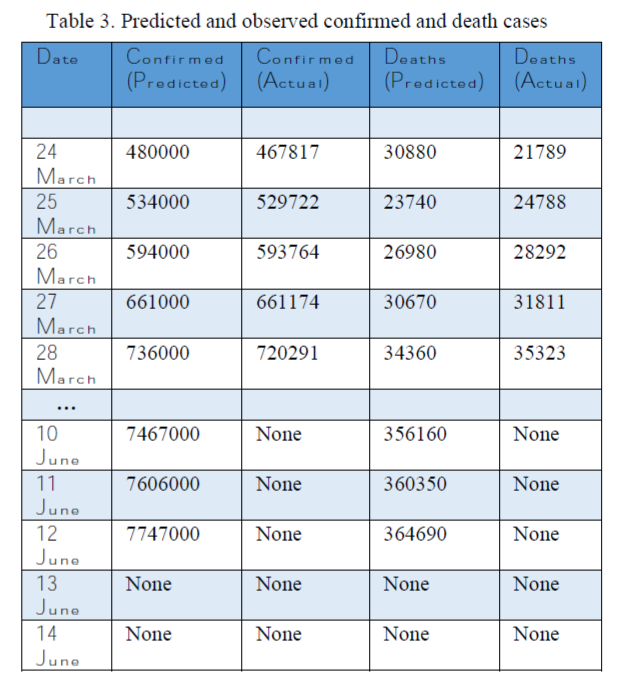 Table 3. Predicted and observed confirmed and death cases
Date Confirmed (Predicted) Confirmed (Actual) Deaths (Predicted) Deaths (Actual)
24 March 480000 467817 30880 21789
25 March 534000 529722 23740 24788
26 March 594000 593764 26980 28292
27 March 661000 661174 30670 31811
28 March 736000 720291 34360 35323
...
10 June 7467000 None 356160 None
11 June 7606000 None 360350 None
12 June 7747000 None 364690 None
13 June None None None None
14 June None None None None